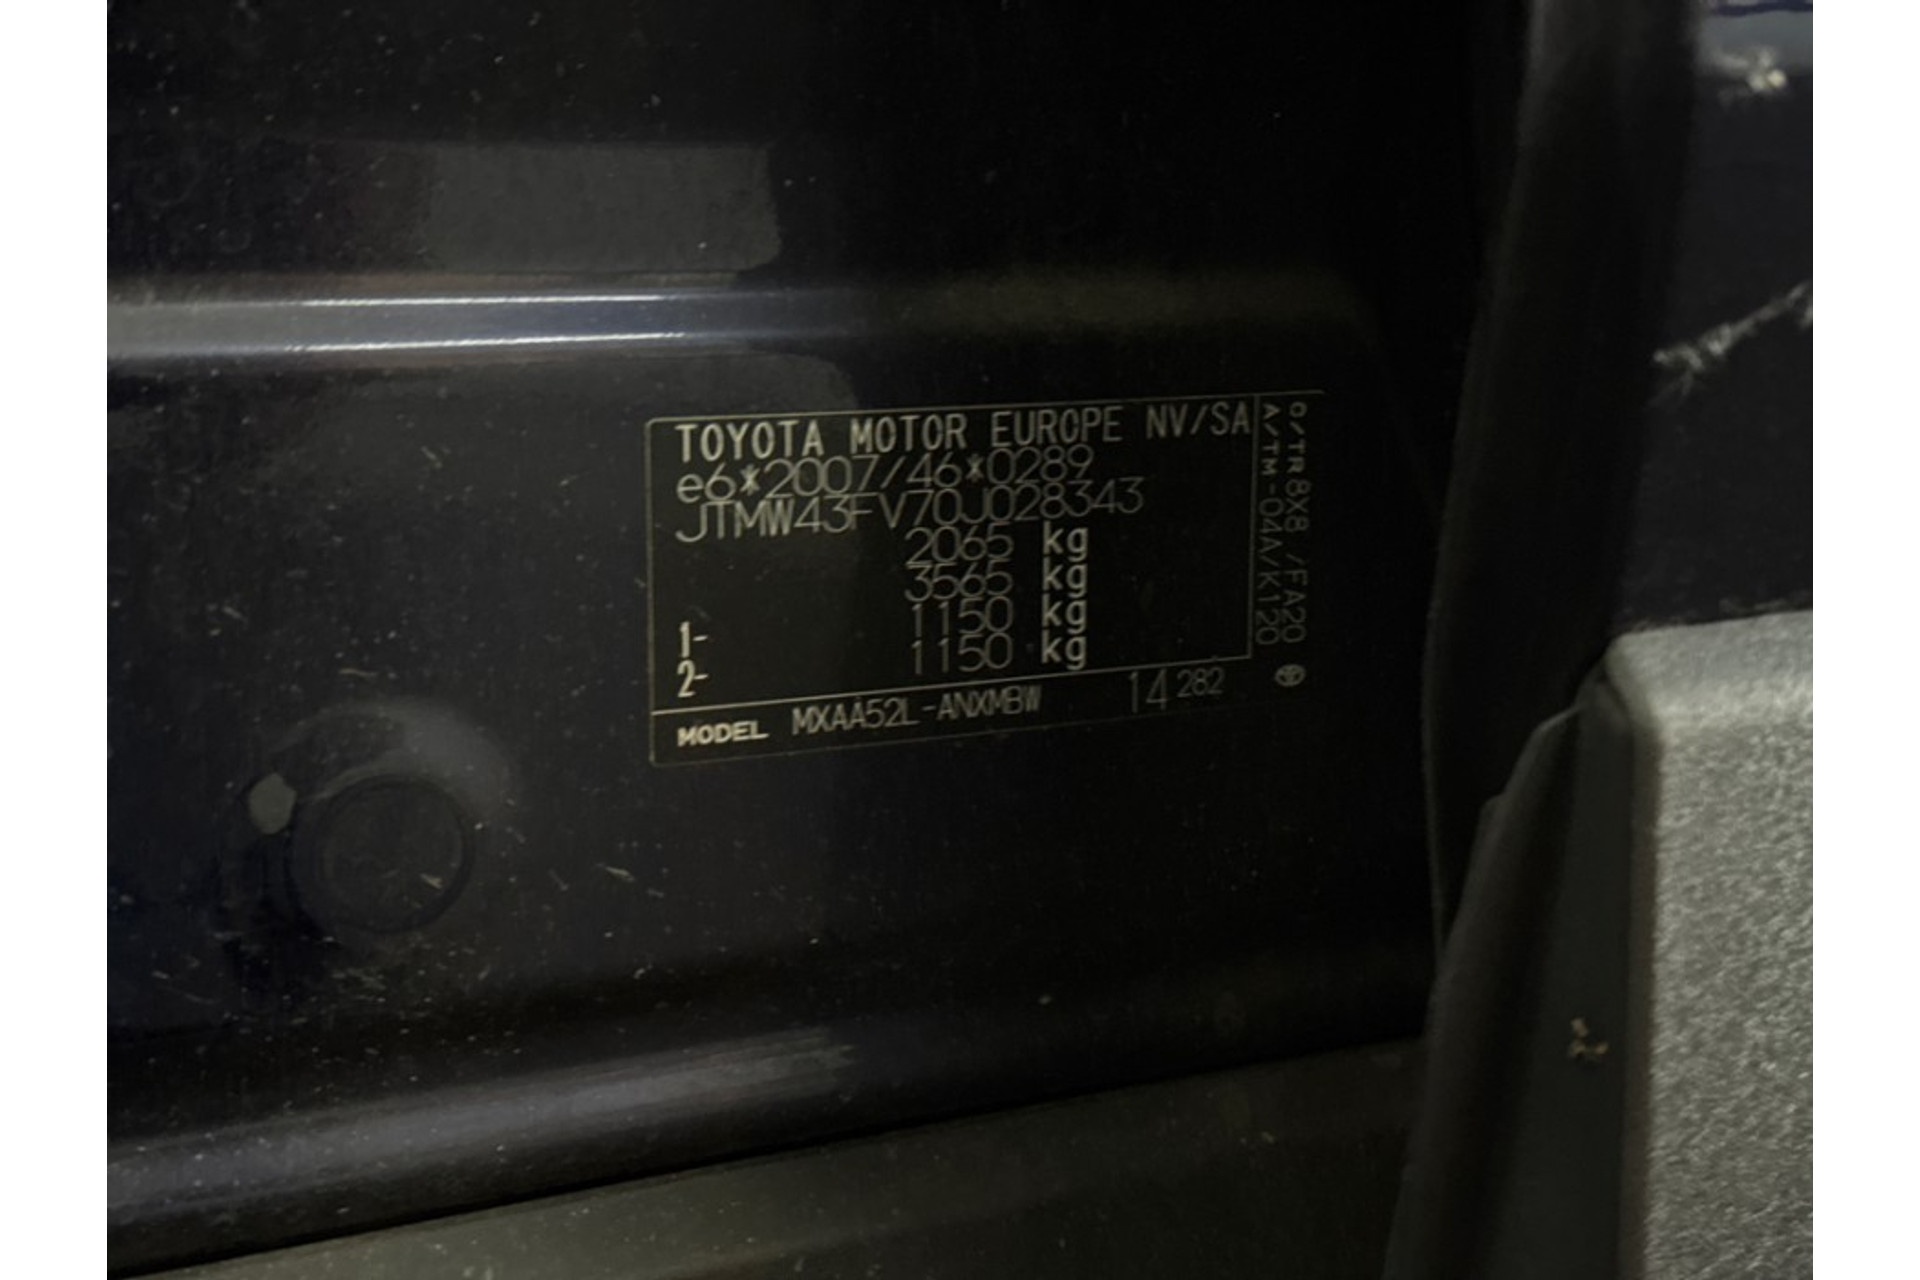 TOYOTA MOTOR EUROPE NV/SA
e6*2007/46*0289
JTMW43FV70J028343
2065 kg
3565 kg
1- 1150 kg
2- 1150 kg
MODEL MXAA52L-ANXMBW 14 282
C/TR 8X8 /FA20
A/TM -04A/K120